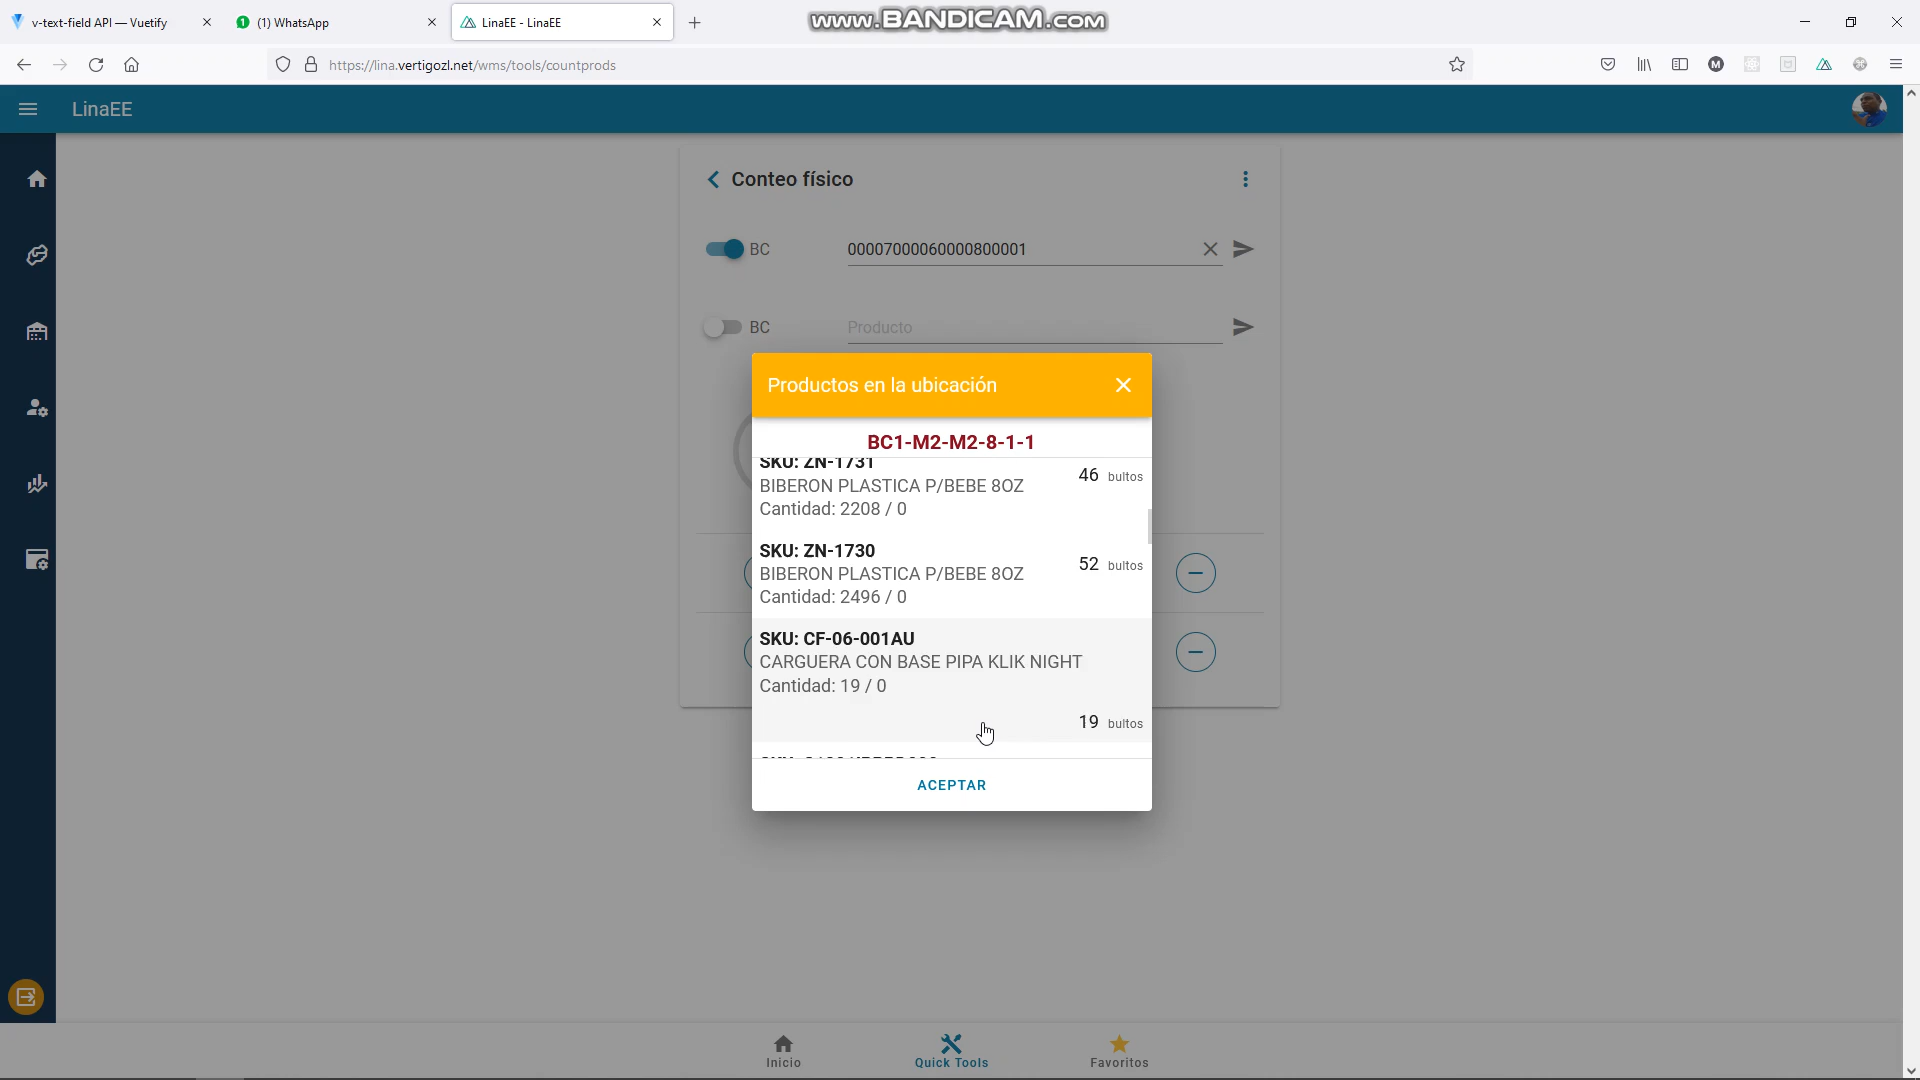 v-text-field API — Vuetify
(1) WhatsApp
LinaEE - LinaEE
www.BANDICAM.com
https://lina.vertigozl.net/wms/tools/countprods
M
LinaEE
Conteo físico
BC
00007000060000800001
BC
Producto
Productos en la ubicación
BC1-M2-M2-8-1-1
SKU: ZN-1731
46 bultos
BIBERON PLASTICA P/BEBE 8OZ
Cantidad: 2208 / 0
SKU: ZN-1730
52 bultos
BIBERON PLASTICA P/BEBE 8OZ
Cantidad: 2496 / 0
SKU: CF-06-001AU
CARGUERA CON BASE PIPA KLIK NIGHT
Cantidad: 19 / 0
19 bultos
ACEPTAR
Inicio
Quick Tools
Favoritos